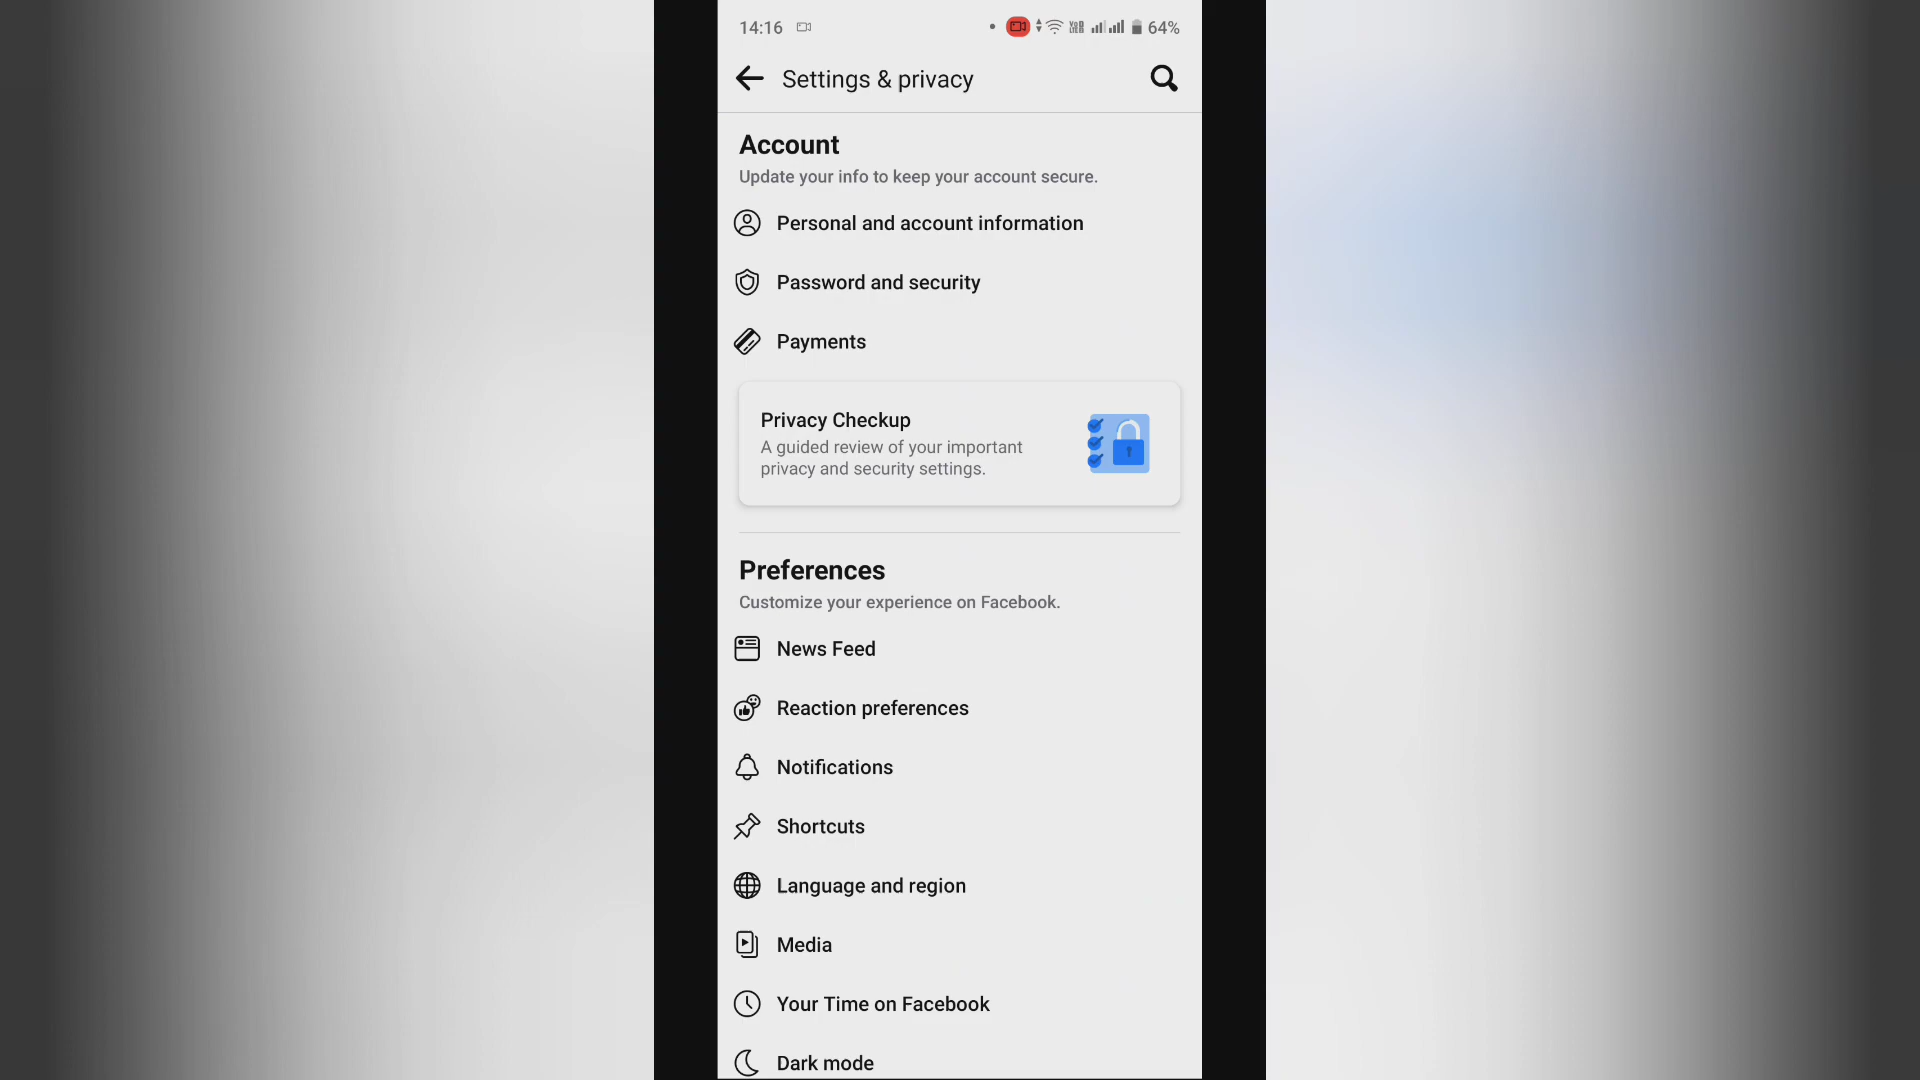 14:16 64%
Settings & privacy
Account
Update your info to keep your account secure.
Personal and account information
Password and security
Payments
Privacy Checkup
A guided review of your important
privacy and security settings.
Preferences
Customize your experience on Facebook.
News Feed
Reaction preferences
Notifications
Shortcuts
Language and region
Media
Your Time on Facebook
Dark mode